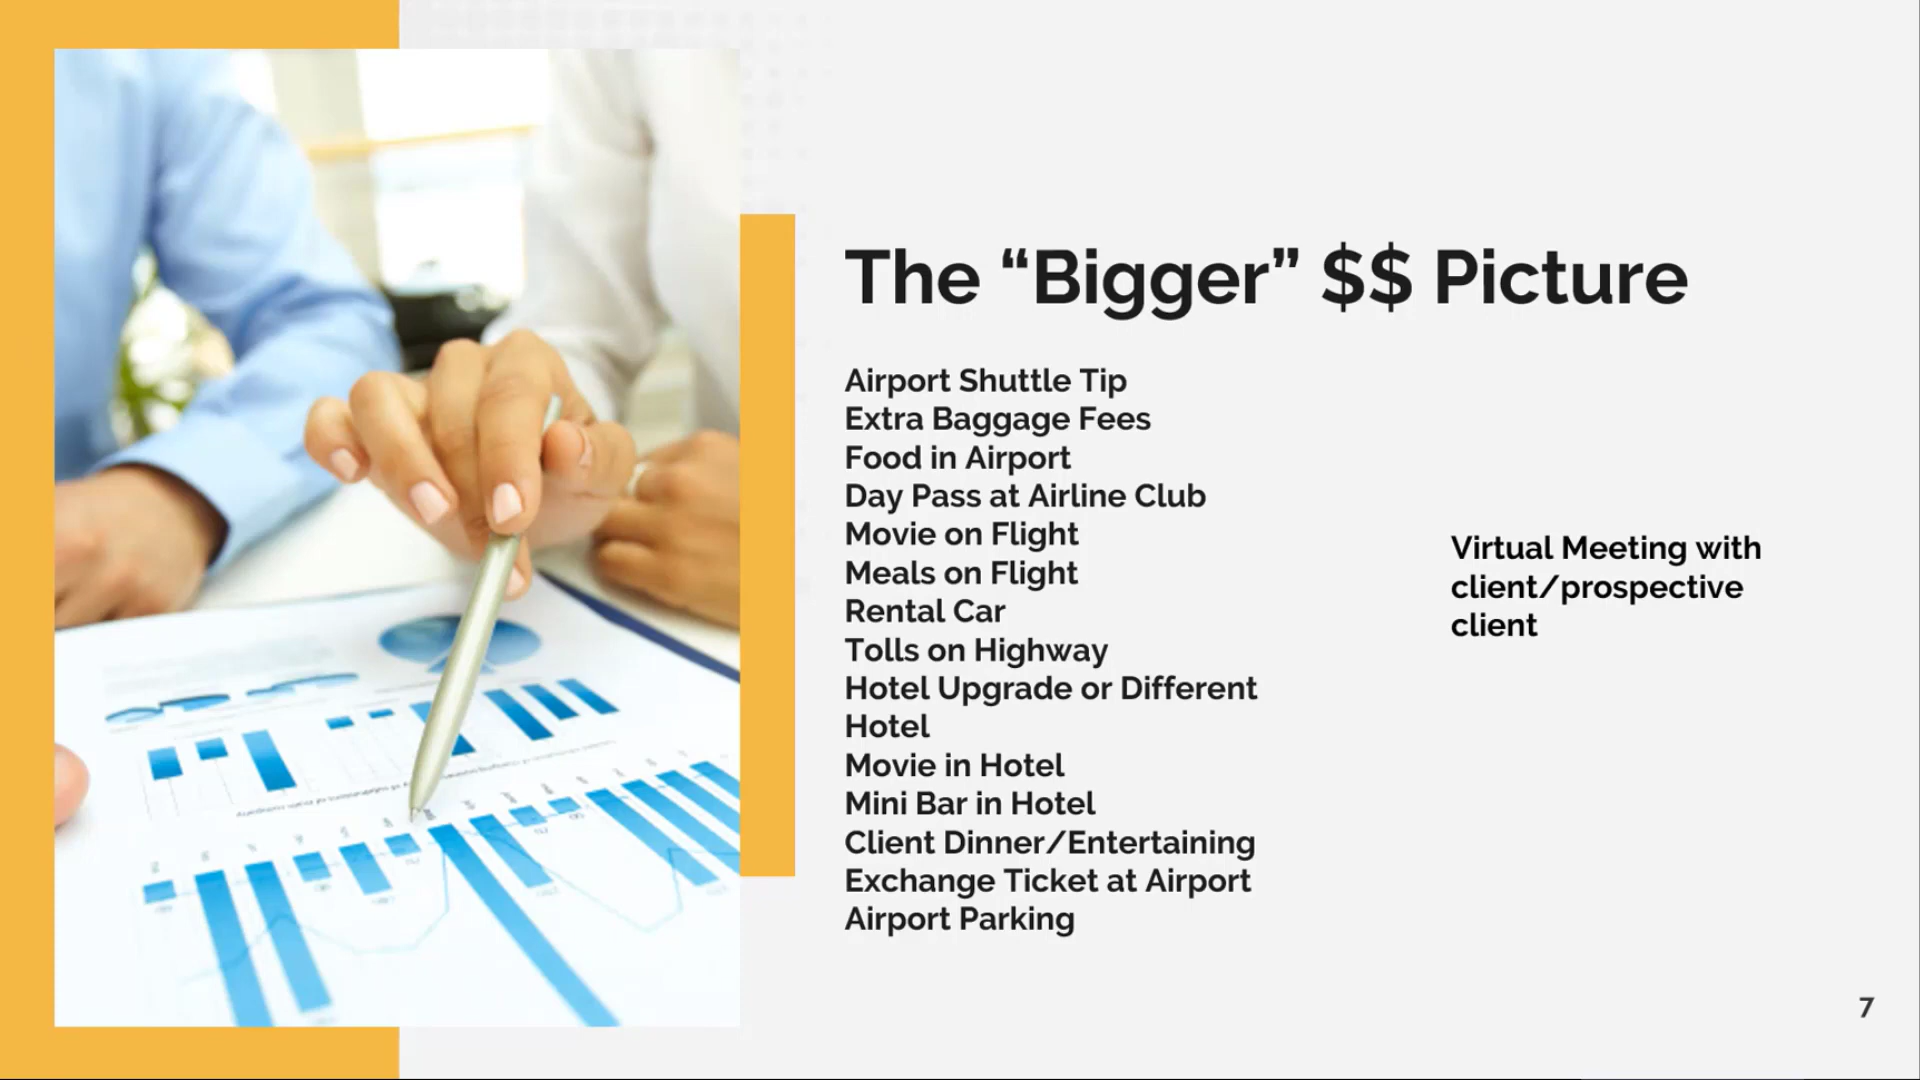 The “Bigger” $$ Picture
Airport Shuttle Tip
Extra Baggage Fees
Food in Airport
Day Pass at Airline Club
Movie on Flight
Meals on Flight
Rental Car
Tolls on Highway
Hotel Upgrade or Different
Hotel
Movie in Hotel
Mini Bar in Hotel
Client Dinner/Entertaining
Exchange Ticket at Airport
Airport Parking
Virtual Meeting with
client/prospective
client
7